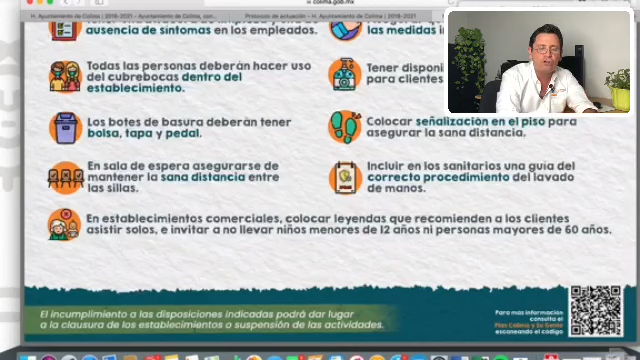 colima.gob.mx
H. Ayuntamiento de Colima | 2018-2021 – Ayuntamiento de Colima, con...
Protocolo de actuación – H. Ayuntamiento de Colima | 2018-2021
ausencia de síntomas en los empleados.
las medidas
Todas las personas deberán hacer uso
del cubrebocas dentro del
establecimiento.
Tener
para clientes
Los botes de basura deberán tener
bolsa, tapa y pedal.
Colocar señalización en el piso para
asegurar la sana distancia.
En sala de espera asegurarse de
mantener la sana distancia entre
las sillas.
Incluir en los sanitarios una guía del
correcto procedimiento del lavado
de manos.
En establecimientos comerciales, colocar leyendas que recomienden a los clientes
asistir solos, e invitar a no llevar niños menores de 12 años ni personas mayores de 60 años.
El incumplimiento a las disposiciones indicadas podrá dar lugar
a la clausura de los establecimientos o suspensión de las actividades.
Para más información
consulta el
Plan Colima y Su Gente
escaneando el código